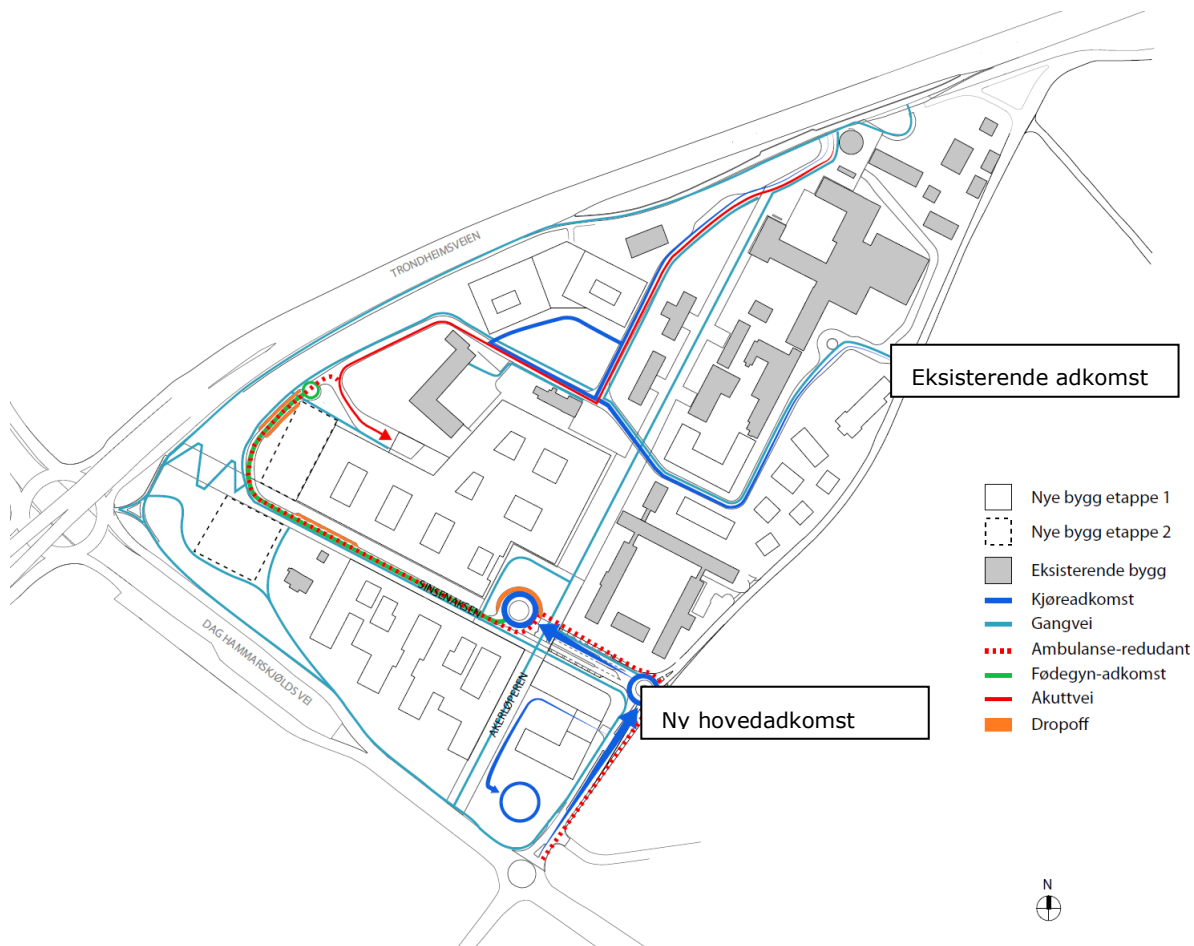 TRONDHEIMSVEIEN
Eksisterende adkomst
SINSENAKSEN
DAG HAMMARSKJØLDS VEI
AKERLØPEREN
Ny hovedadkomst
Nye bygg etappe 1
Nye bygg etappe 2
Eksisterende bygg
Kjøreadkomst
Gangvei
Ambulanse-redudant
Fødegyn-adkomst
Akuttvei
Dropoff
N